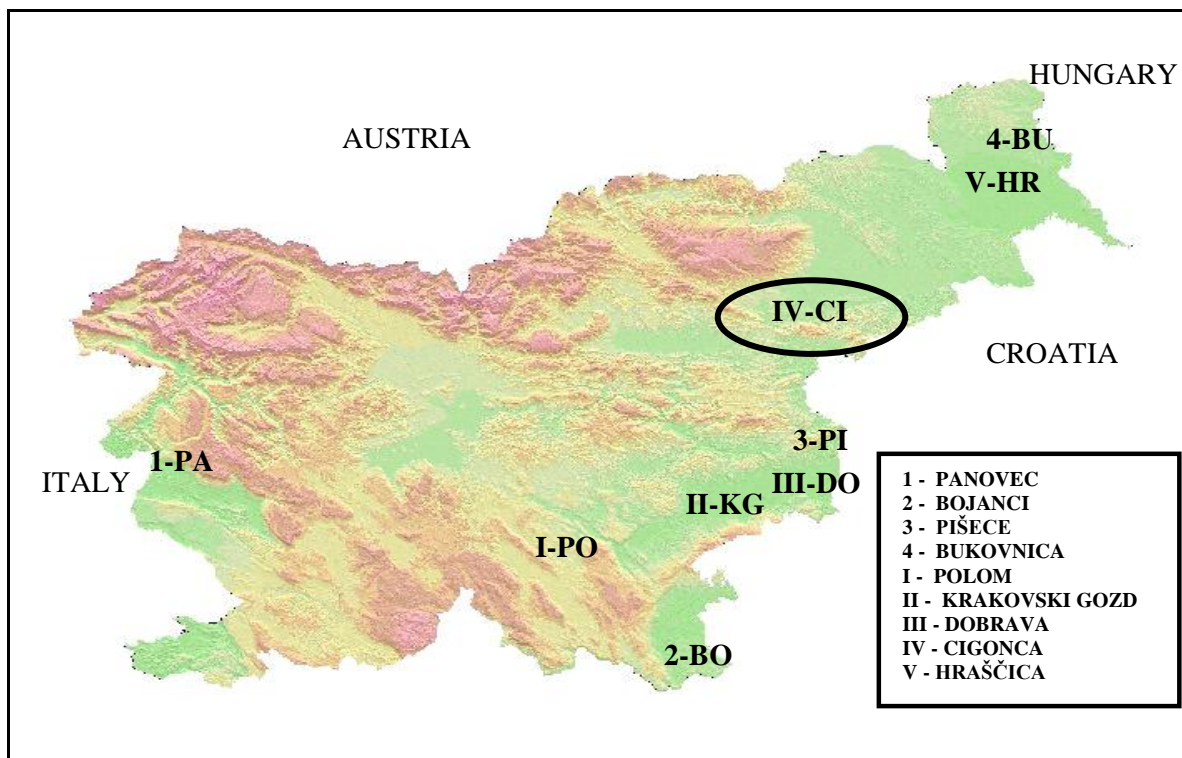 HUNGARY
AUSTRIA
4-BU
V-HR
IV-CI
CROATIA
3-PI
1-PA
ITALY
III-DO
II-KG
I-PO
2-BO
1 - PANOVEC
2 - BOJANCI
3 - PIŠECE
4 - BUKOVNICA
I - POLOM
II - KRAKOVSKI GOZD
III - DOBRAVA
IV - CIGONCA
V - HRAŠČICA